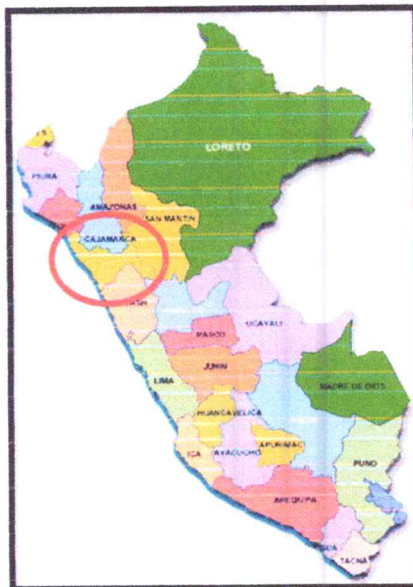 LORETO
PIURA
AMAZONAS
SAN MARTIN
CAJAMARCA
UCAYALI
PASCO
JUNIN
LIMA
MADRE DE DIOS
HUANCAVELICA
APURIMAC
ICA
AYACUCHO
PUNO
AREQUIPA
TACNA